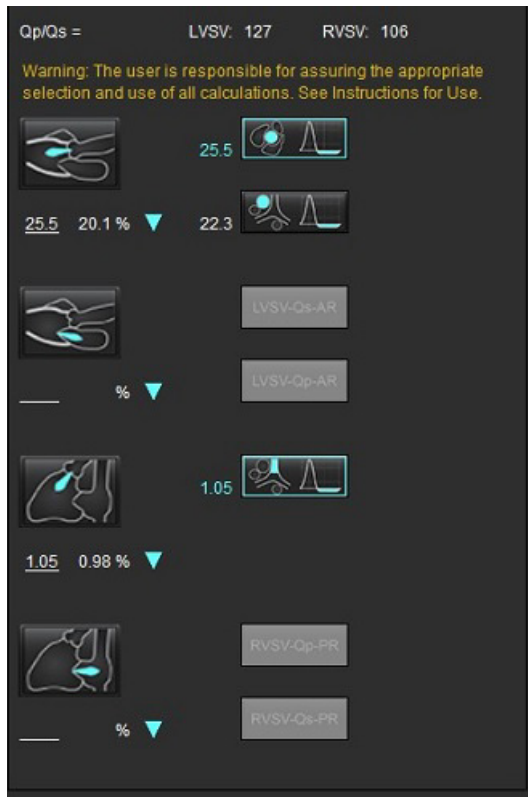 Qp/Qs = LVSV: 127 RVSV: 106
Warning: The user is responsible for assuring the appropriate
selection and use of all calculations. See Instructions for Use.
25.5
25.5 20.1 % 22.3
LVSV-Qs-AR
LVSV-Qp-AR
%
1.05
1.05 0.98 %
RVSV-Qp-PR
RVSV-Qs-PR
%